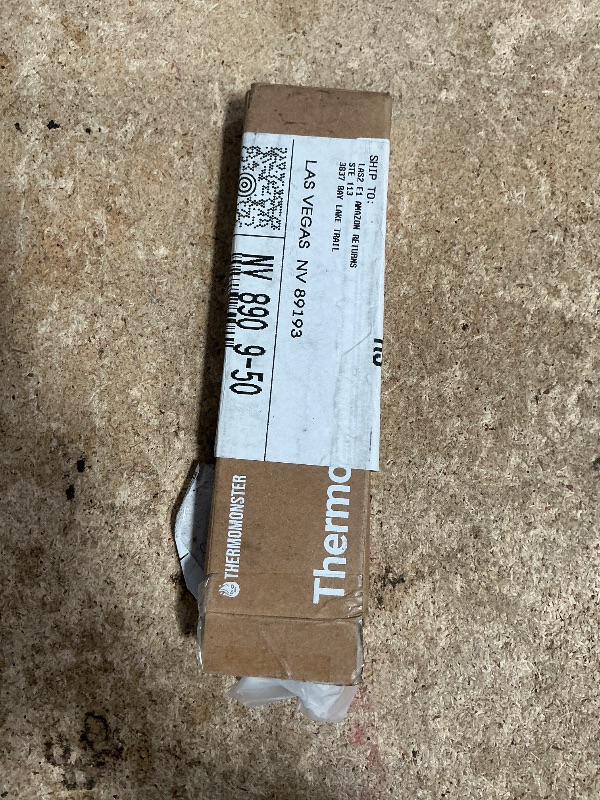 SHIP TO:
LAS2 F1 AMAZON RETURNS
STE 113
3837 BAY LAKE TRAIL
LAS VEGAS NV 89193
NV 890 9-50
THERMOMONSTER
Thermo